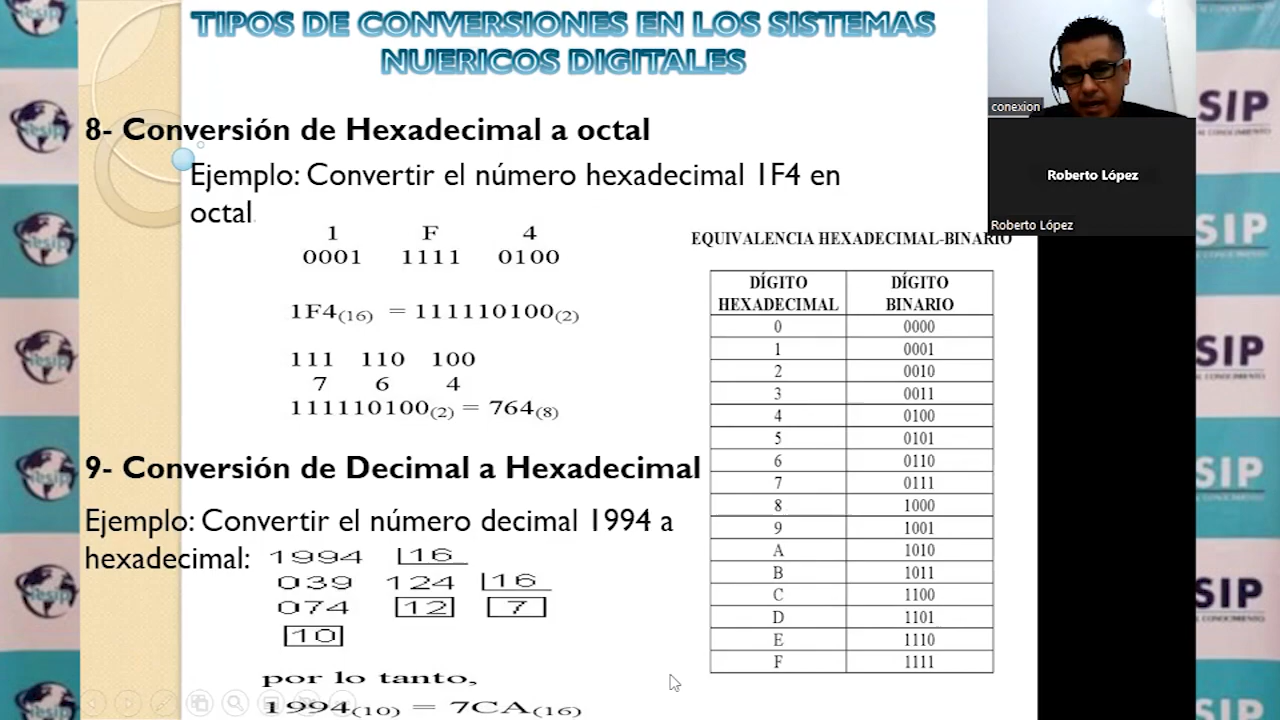 TIPOS DE CONVERSIONES EN LOS SISTEMAS
NUERICOS DIGITALES
8- Conversión de Hexadecimal a octal
Ejemplo: Convertir el número hexadecimal 1F4 en
octal.
1 F 4
0001 1111 0100
1F4(16) = 111110100(2)
111 110 100
7 6 4
111110100(2) = 764(8)
9- Conversión de Decimal a Hexadecimal
Ejemplo: Convertir el número decimal 1994 a
hexadecimal:
1994 16
039 124 16
074 12 7
10
por lo tanto,
1994(10) = 7CA(16)
EQUIVALENCIA HEXADECIMAL-BINARIO
DÍGITO HEXADECIMAL DÍGITO BINARIO
0 0000
1 0001
2 0010
3 0011
4 0100
5 0101
6 0110
7 0111
8 1000
9 1001
A 1010
B 1011
C 1100
D 1101
E 1110
F 1111
conexion
Roberto López
Roberto López
SIP
SIP
SIP
SIP
SIP